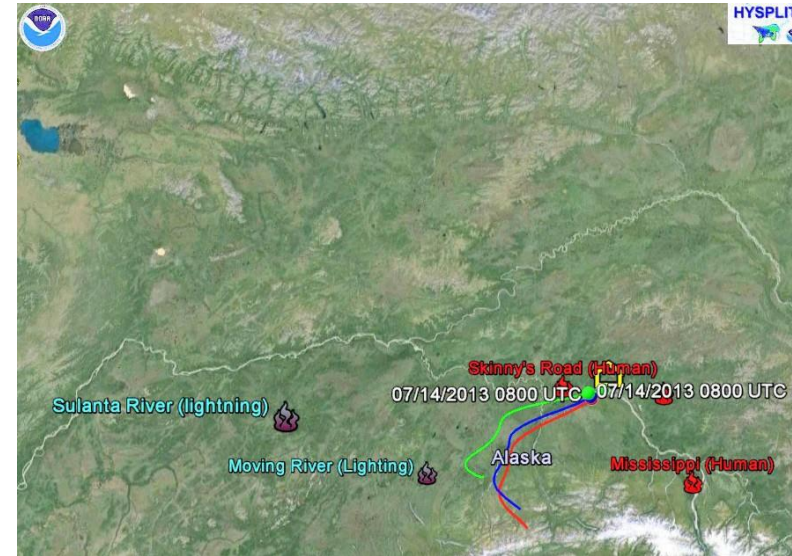 NOAA
HYSPLIT
Skinny's Road (Human)
07/14/2013 0800 UTC
07/14/2013 0800 UTC
Sulanta River (lightning)
Alaska
Moving River (Lighting)
Mississippi (Human)